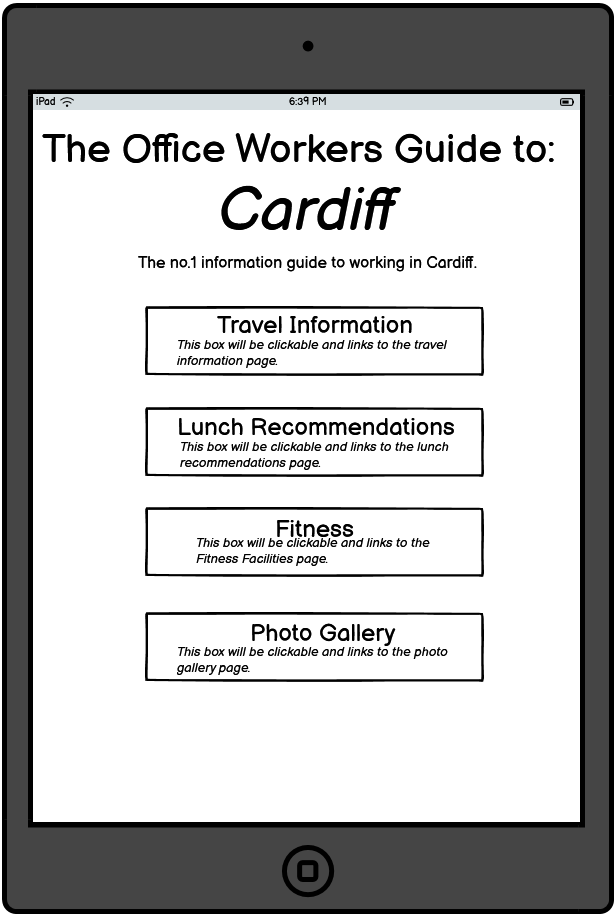 iPad
6:39 PM
The Office Workers Guide to:
Cardiff
The no.1 information guide to working in Cardiff.
Travel Information
This box will be clickable and links to the travel
information page.
Lunch Recommendations
This box will be clickable and links to the lunch
recommendations page.
Fitness
This box will be clickable and links to the
Fitness Facilities page.
Photo Gallery
This box will be clickable and links to the photo
gallery page.